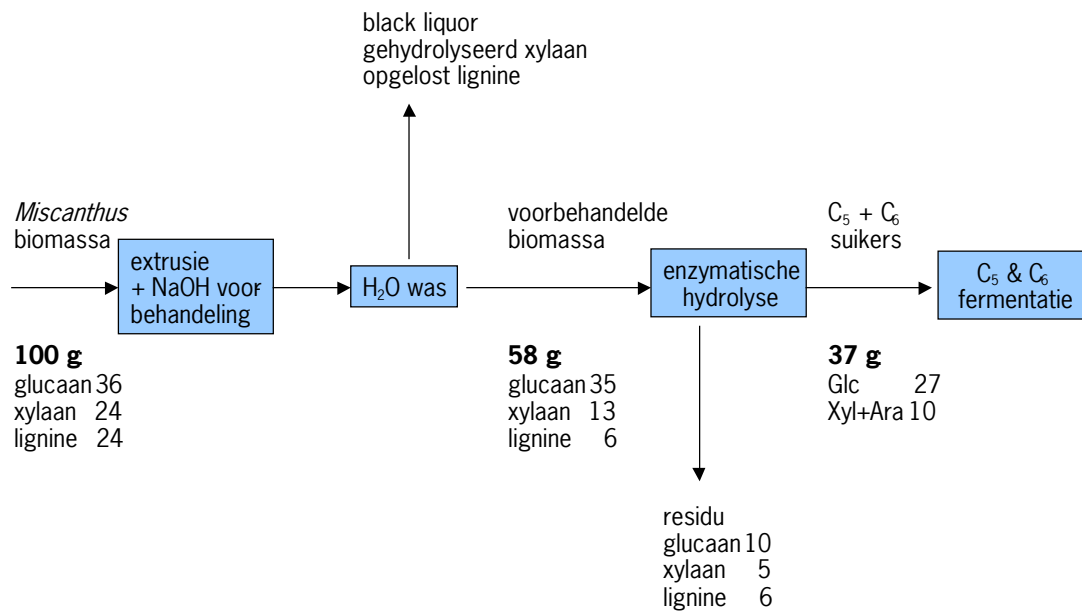 black liquor
gehydrolyseerd xylaan
opgelost lignine
Miscanthus
biomassa
extrusie
+ NaOH voor-
behandeling
H₂O was
voorbehandelde
biomassa
enzymatische
hydrolyse
C₅ + C₆
suikers
C₅ & C₆
fermentatie
100 g
glucaan 36
xylaan 24
lignine 24
58 g
glucaan 35
xylaan 13
lignine 6
37 g
Glc 27
Xyl+Ara 10
residu
glucaan 10
xylaan 5
lignine 6